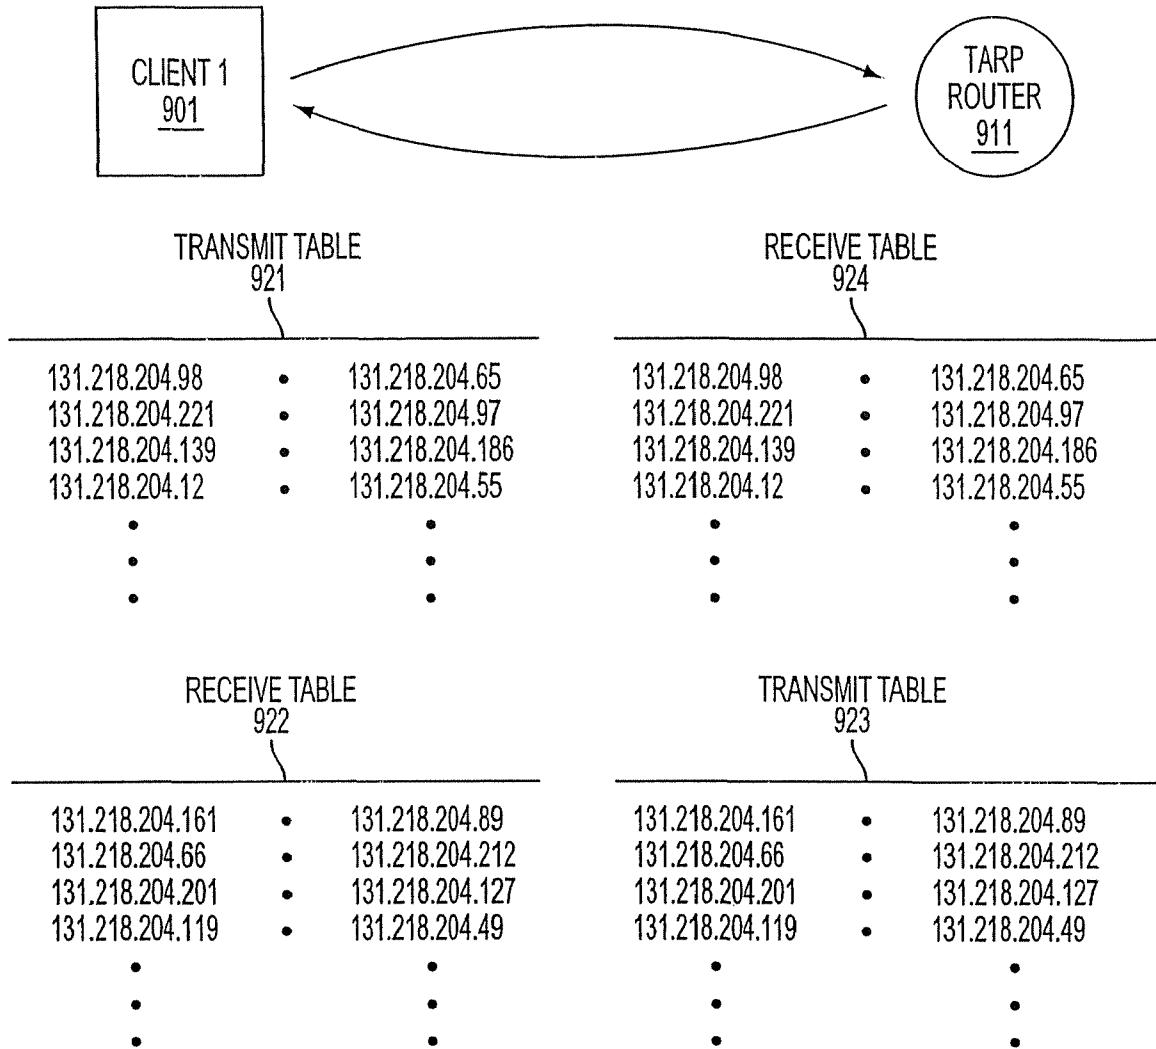 CLIENT 1
901
TARP
ROUTER
911
TRANSMIT TABLE
921
131.218.204.98 • 131.218.204.65
131.218.204.221 • 131.218.204.97
131.218.204.139 • 131.218.204.186
131.218.204.12 • 131.218.204.55
RECEIVE TABLE
924
131.218.204.98 • 131.218.204.65
131.218.204.221 • 131.218.204.97
131.218.204.139 • 131.218.204.186
131.218.204.12 • 131.218.204.55
RECEIVE TABLE
922
131.218.204.161 • 131.218.204.89
131.218.204.66 • 131.218.204.212
131.218.204.201 • 131.218.204.127
131.218.204.119 • 131.218.204.49
TRANSMIT TABLE
923
131.218.204.161 • 131.218.204.89
131.218.204.66 • 131.218.204.212
131.218.204.201 • 131.218.204.127
131.218.204.119 • 131.218.204.49